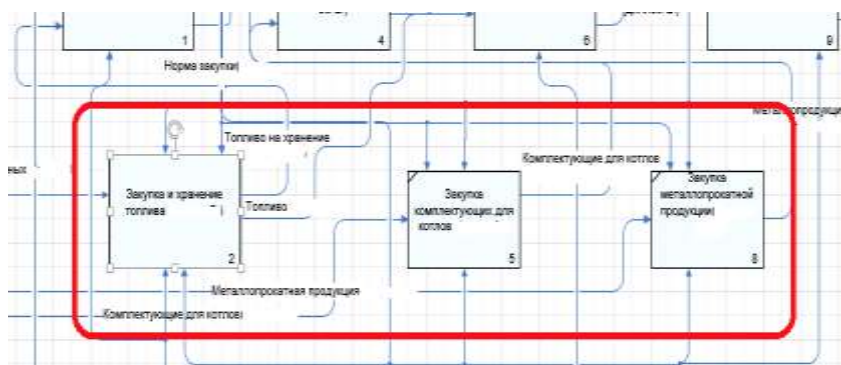 1
4
6
9
Норма закупки
Металлопродукци
Топливо на хранение
ных
Комплектующие для котлов
Закупка и хранение
топлива
2
Топливо
Закупка
комплектующих для
котлов
5
Закупка
металлопрокатной
продукции
8
Металлопрокатная продукция
Комплектующие для котлов